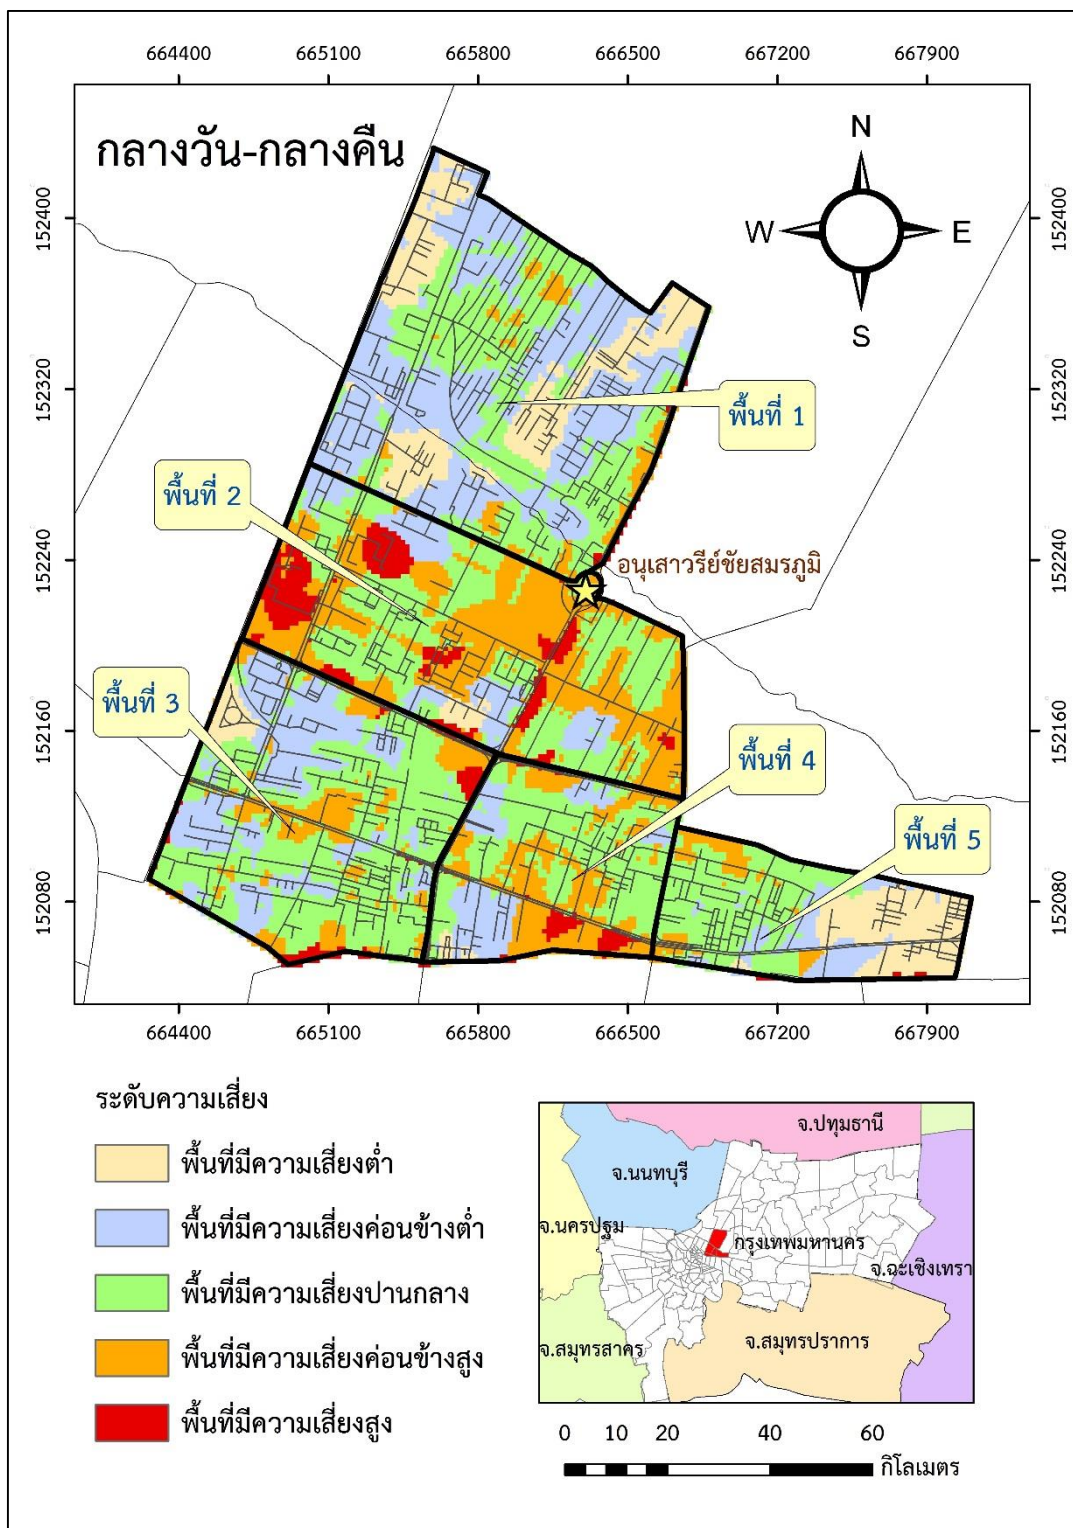 664400 665100 665800 666500 667200 667900
กลางวัน-กลางคืน
N
W E
S
152400 152400
152320 152320
พื้นที่ 1
พื้นที่ 2
152240 152240
อนุเสาวรีย์ชัยสมรภูมิ
พื้นที่ 3
152160 152160
พื้นที่ 4
พื้นที่ 5
152080 152080
664400 665100 665800 666500 667200 667900
ระดับความเสี่ยง
พื้นที่มีความเสี่ยงต่ำ
พื้นที่มีความเสี่ยงค่อนข้างต่ำ
พื้นที่มีความเสี่ยงปานกลาง
พื้นที่มีความเสี่ยงค่อนข้างสูง
พื้นที่มีความเสี่ยงสูง
จ.ปทุมธานี
จ.นนทบุรี
จ.นครปฐม
กรุงเทพมหานคร
จ.ฉะเชิงเทรา
จ.สมุทรสาคร
จ.สมุทรปราการ
0 10 20 40 60
กิโลเมตร